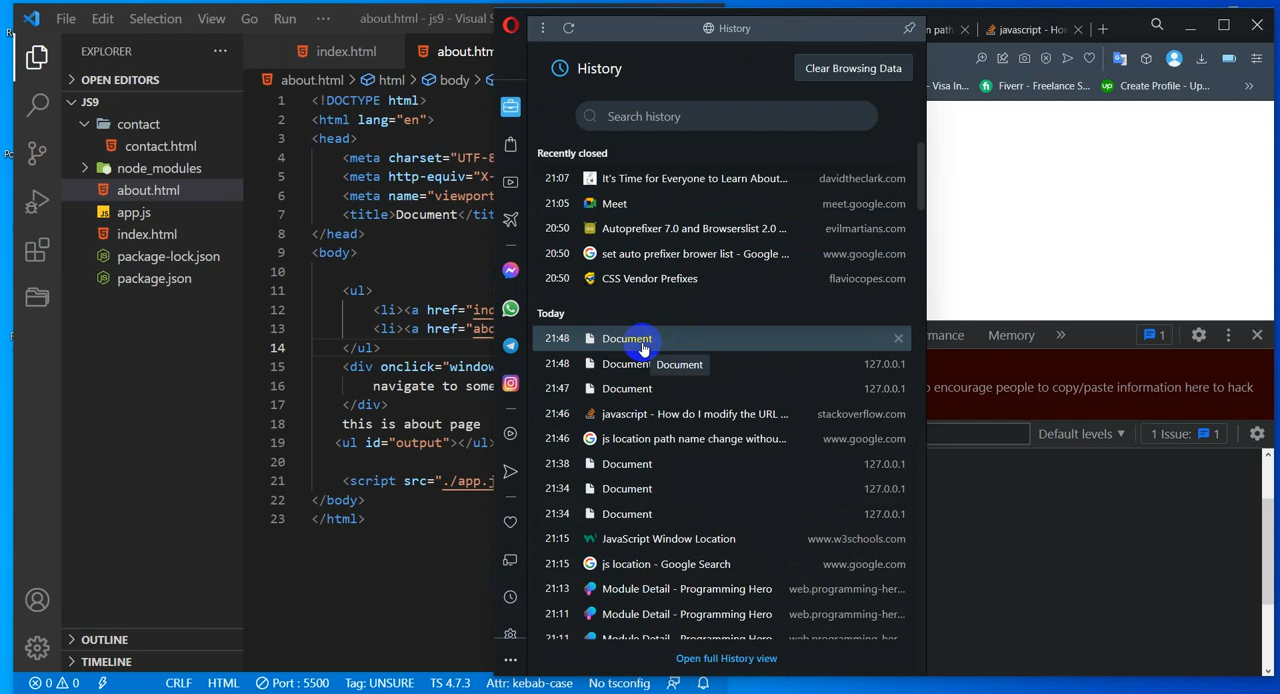 File Edit Selection View Go Run ··· about.html - js9 - Visual S
EXPLORER ···
OPEN EDITORS
JS9
contact
contact.html
node_modules
about.html
app.js
index.html
package-lock.json
package.json
OUTLINE
TIMELINE
index.html about.htm
about.html > html > body >
1 <!DOCTYPE html>
2 <html lang="en">
3 <head>
4 <meta charset="UTF-8
5 <meta http-equiv="X-
6 <meta name="viewport
7 <title>Document</tit
8 </head>
9 <body>
10
11 <ul>
12 <li><a href="ind
13 <li><a href="abo
14 </ul>
15 <div onclick="window
16 navigate to some
17 </div>
18 this is about page
19 <ul id="output"></ul>
20
21 <script src="./app.j
22 </body>
23 </html>
0 0 CRLF HTML Port : 5500 Tag: UNSURE TS 4.7.3 Attr: kebab-case No tsconfig
History
History Clear Browsing Data
Search history
Recently closed
21:07 It's Time for Everyone to Learn About... davidtheclark.com
21:05 Meet meet.google.com
20:50 Autoprefixer 7.0 and Browserslist 2.0 ... evilmartians.com
20:50 set auto prefixer brower list - Google ... www.google.com
20:50 CSS Vendor Prefixes flaviocopes.com
Today
21:48 Document
21:48 Document 127.0.0.1
Document
21:47 Document 127.0.0.1
21:46 javascript - How do I modify the URL ... stackoverflow.com
21:46 js location path name change withou... www.google.com
21:38 Document 127.0.0.1
21:34 Document 127.0.0.1
21:34 Document 127.0.0.1
21:15 JavaScript Window Location www.w3schools.com
21:15 js location - Google Search www.google.com
21:13 Module Detail - Programming Hero web.programming-her...
21:11 Module Detail - Programming Hero web.programming-her...
21:11 Module Detail - Programming Hero web.programming-her...
Open full History view
n path javascript - Ho
- Visa In... Fiverr - Freelance S... up Create Profile - Up...
mance Memory 1
o encourage people to copy/paste information here to hack
Default levels 1 Issue: 1